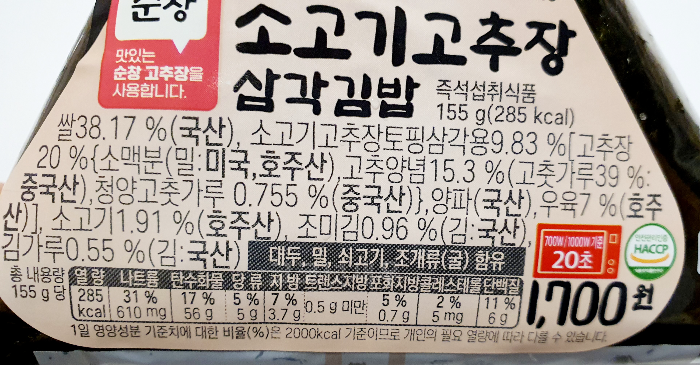 순창
맛있는
순창 고추장을
사용합니다.
소고기고추장
삼각김밥
즉석섭취식품
155 g(285 kcal)
쌀38.17 %(국산), 소고기고추장토핑삼각용9.83 %[고추장
20 %{소맥분(밀:미국,호주산),고추양념15.3 %(고춧가루39 %:
중국산),청양고춧가루 0.755 %(중국산)},양파(국산),우육7 %(호주
산)], 소고기1.91 %(호주산), 조미김0.96 %(김:국산),
김가루0.55 %(김:국산)
대두, 밀, 쇠고기, 조개류(굴) 함유
700W / 1000W 기준
20초
HACCP
총 내용량 열 량 나트륨 탄수화물 당 류 지 방 트랜스지방 포화지방 콜레스테롤 단백질
155 g 당 285 kcal 31 % 610 mg 17 % 56 g 5 % 5 g 7 % 3.7 g 0.5 g 미만 5 % 0.7 g 2 % 5 mg 11 % 6 g
1,700원
1일 영양성분 기준치에 대한 비율(%)은 2000kcal 기준이므로 개인의 필요 열량에 따라 다를 수 있습니다.